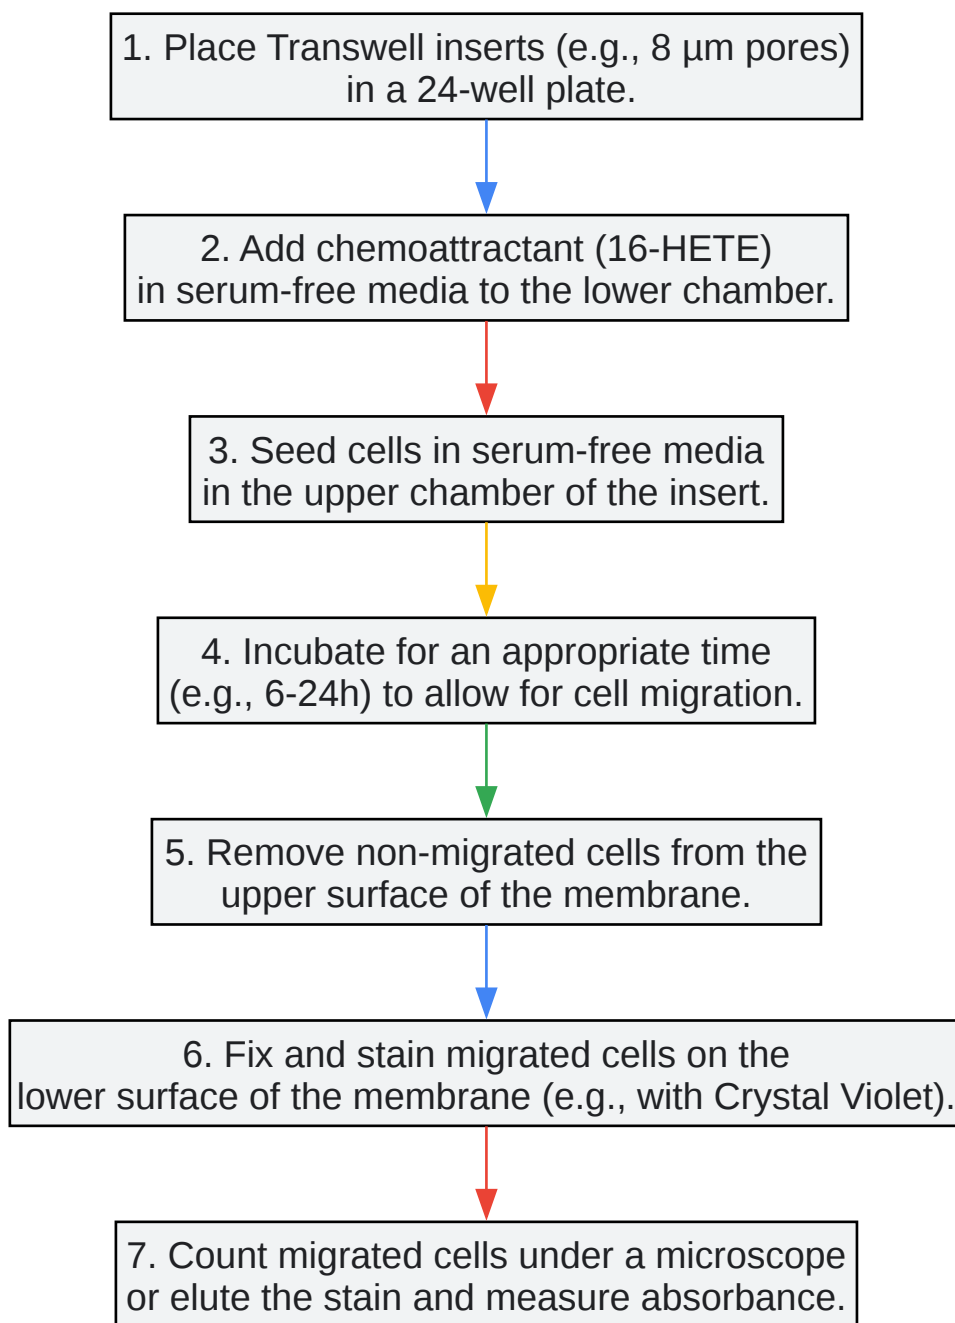 1. Place Transwell inserts (e.g., 8 µm pores)
in a 24-well plate.
2. Add chemoattractant (16-HETE)
in serum-free media to the lower chamber.
3. Seed cells in serum-free media
in the upper chamber of the insert.
4. Incubate for an appropriate time
(e.g., 6-24h) to allow for cell migration.
5. Remove non-migrated cells from the
upper surface of the membrane.
6. Fix and stain migrated cells on the
lower surface of the membrane (e.g., with Crystal Violet).
7. Count migrated cells under a microscope
or elute the stain and measure absorbance.